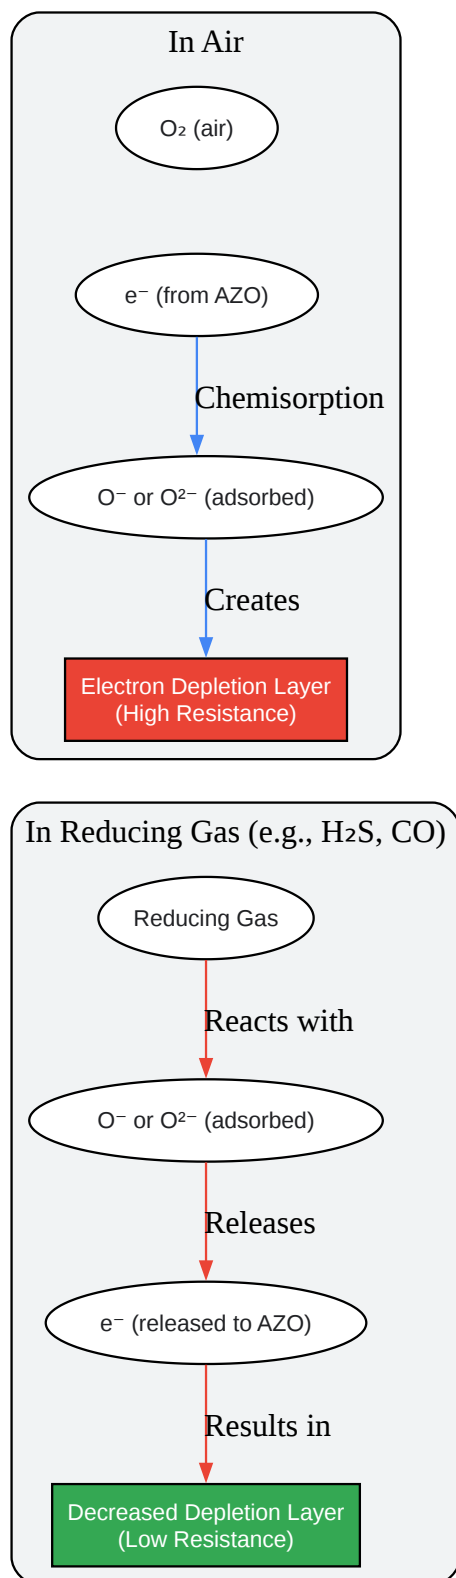 In Air
O₂ (air)
e⁻ (from AZO)
Chemisorption
O⁻ or O²⁻ (adsorbed)
Creates
Electron Depletion Layer
(High Resistance)
In Reducing Gas (e.g., H₂S, CO)
Reducing Gas
Reacts with
O⁻ or O²⁻ (adsorbed)
Releases
e⁻ (released to AZO)
Results in
Decreased Depletion Layer
(Low Resistance)